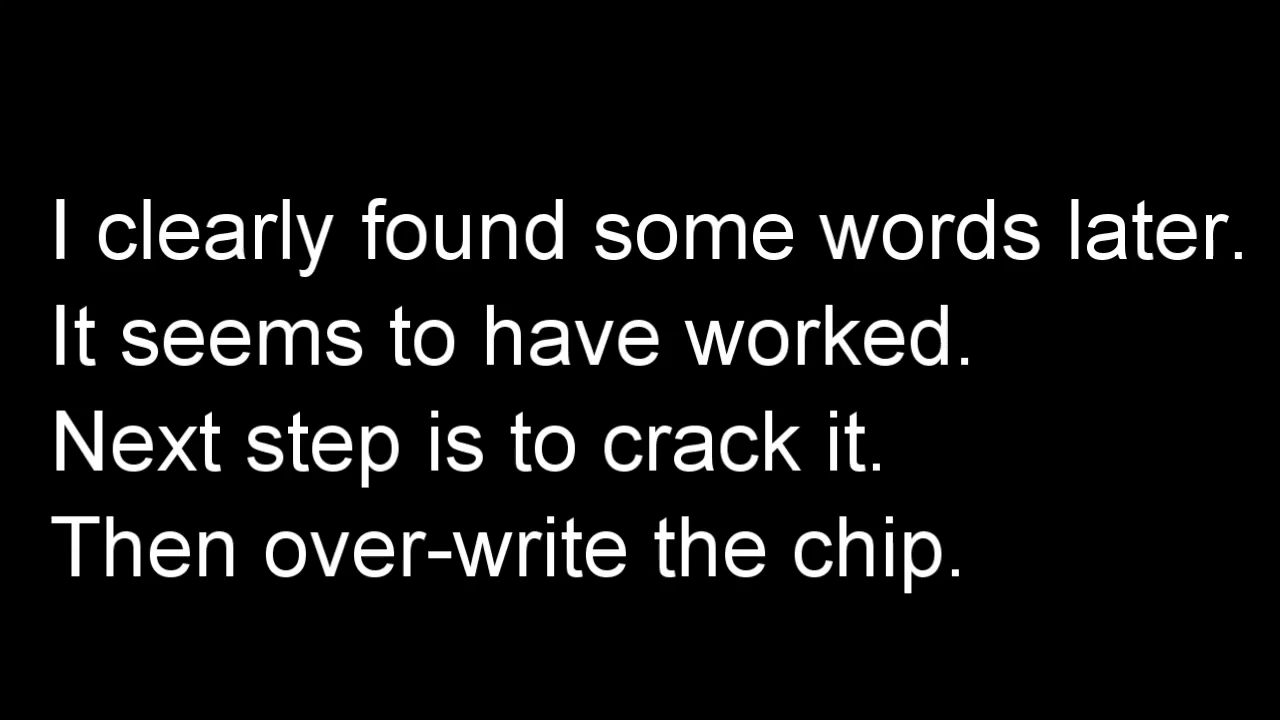 I clearly found some words later.
It seems to have worked.
Next step is to crack it.
Then over-write the chip.